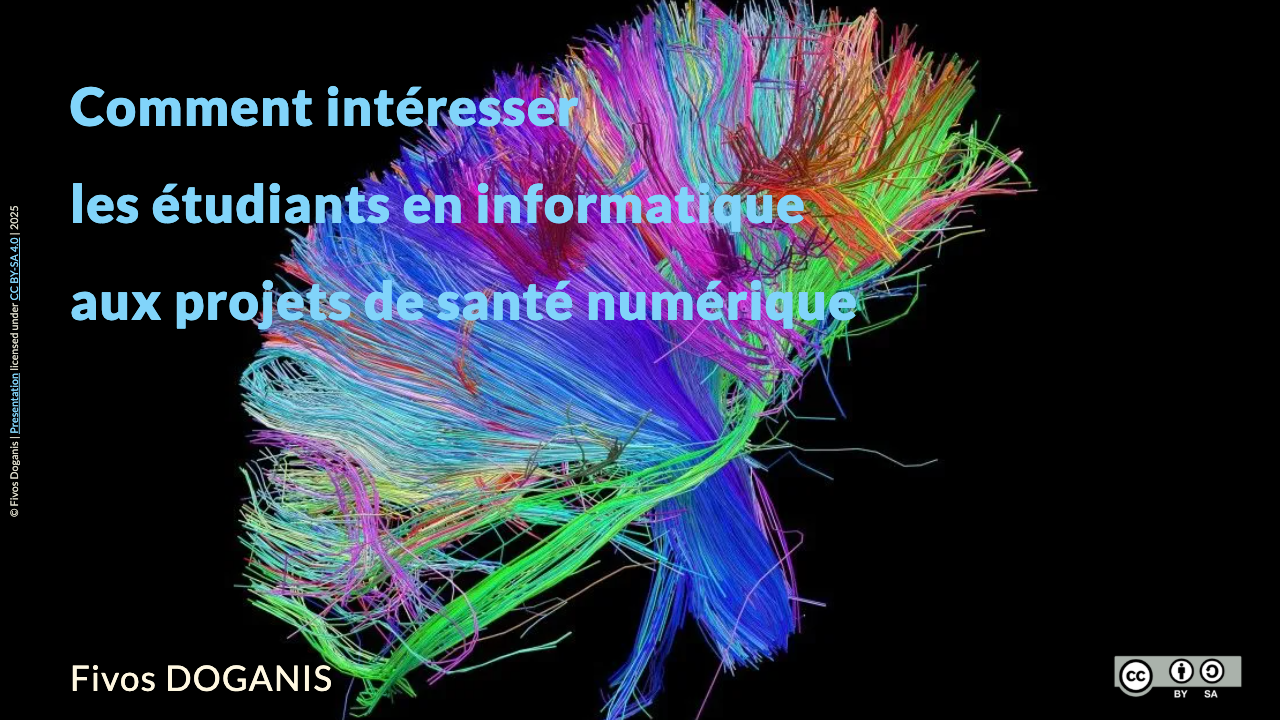 Comment intéresser
les étudiants en informatique
aux projets de santé numérique
© Fivos Doganis | Presentation licensed under CC BY-SA 4.0 | 2025
Fivos DOGANIS
cc
BY SA